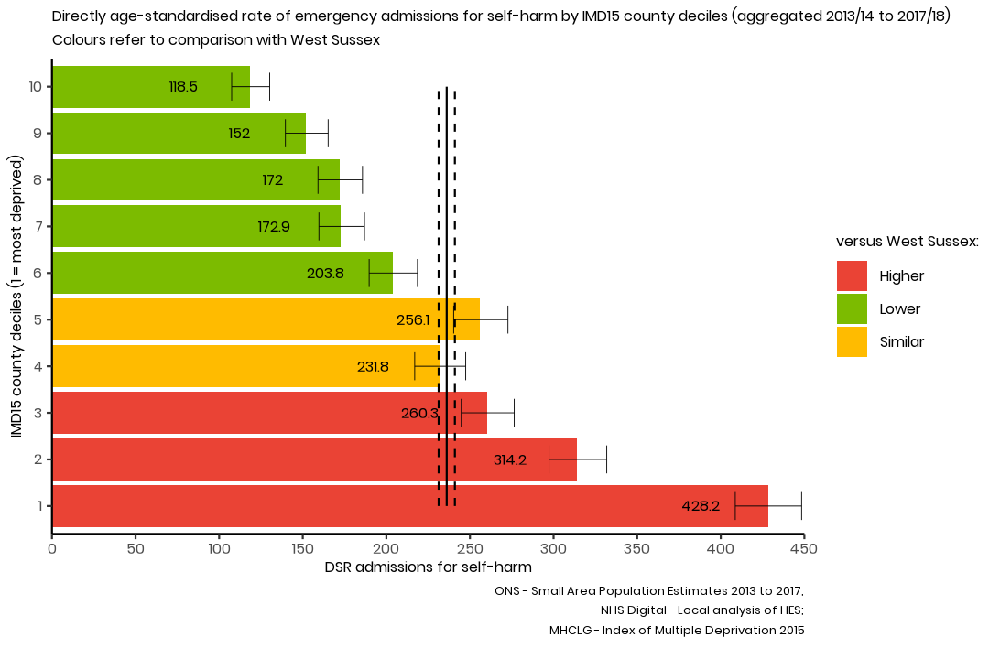 Directly age-standardised rate of emergency admissions for self-harm by IMD15 county deciles (aggregated 2013/14 to 2017/18)
Colours refer to comparison with West Sussex
IMD15 county deciles (1 = most deprived)
10
118.5
9
152
8
172
7
172.9
6
203.8
5
256.1
4
231.8
3
260.3
2
314.2
1
428.2
0 50 100 150 200 250 300 350 400 450
DSR admissions for self-harm
versus West Sussex:
Higher
Lower
Similar
ONS - Small Area Population Estimates 2013 to 2017;
NHS Digital - Local analysis of HES;
MHCLG - Index of Multiple Deprivation 2015